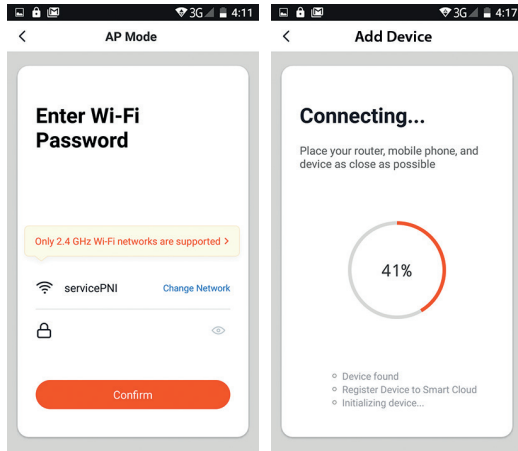 3G 4:11
AP Mode
Enter Wi-Fi
Password
Only 2.4 GHz Wi-Fi networks are supported >
servicePNI Change Network
Confirm
3G 4:17
Add Device
Connecting...
Place your router, mobile phone, and
device as close as possible
41%
Device found
Register Device to Smart Cloud
Initializing device...